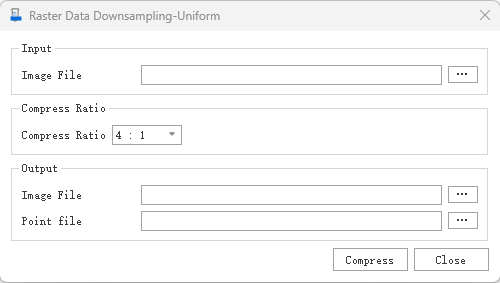 Raster Data Downsampling-Uniform
Input
Image File
...
Compress Ratio
Compress Ratio 4 : 1
Output
Image File
...
Point file
...
Compress Close